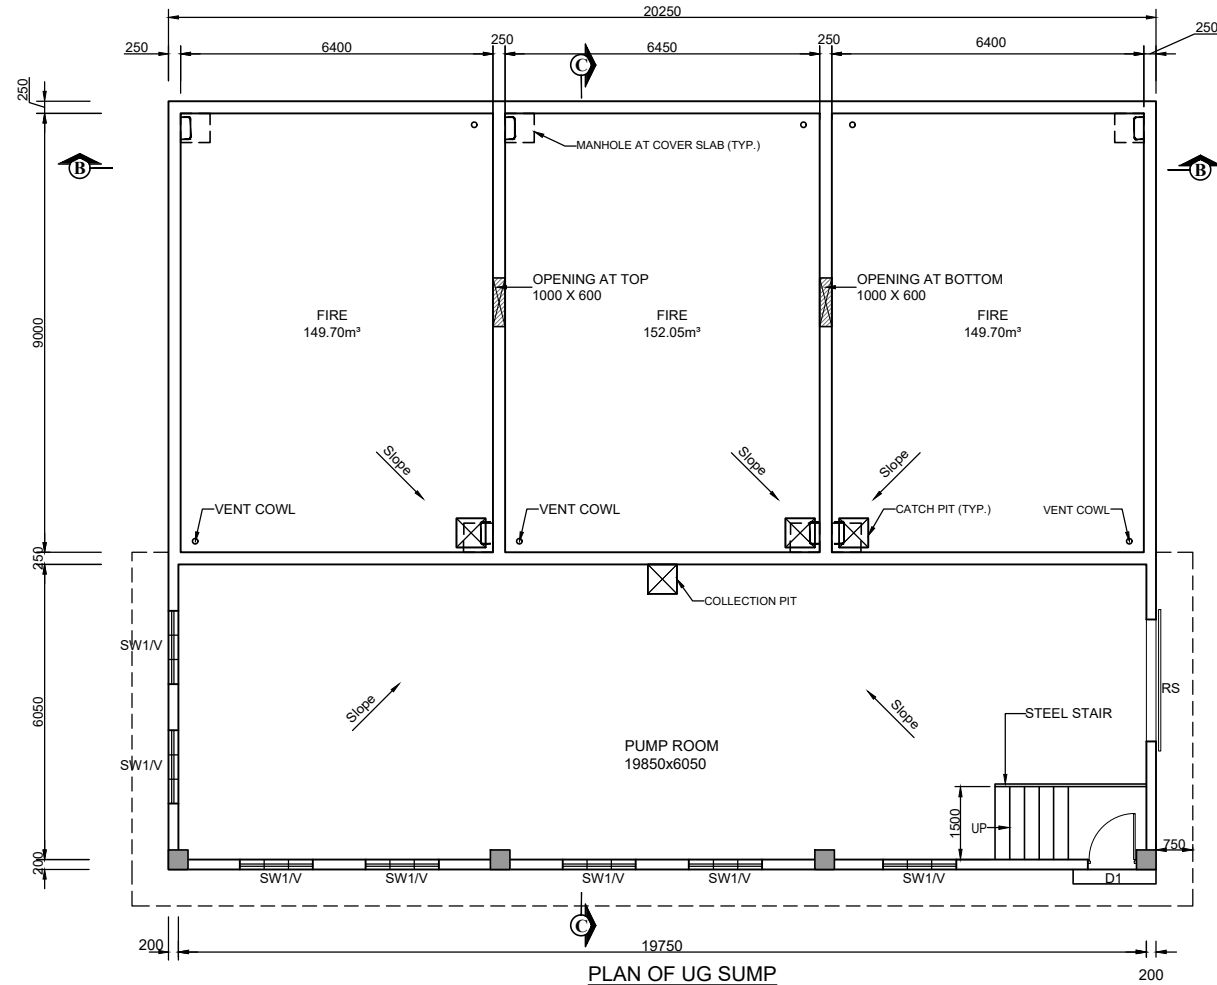 20250
250
6400
250
6450
250
6400
250
C
250
MANHOLE AT COVER SLAB (TYP.)
B
B
OPENING AT TOP
1000 X 600
OPENING AT BOTTOM
1000 X 600
FIRE
149.70m³
FIRE
152.05m³
FIRE
149.70m³
9000
Slope
Slope
Slope
VENT COWL
VENT COWL
CATCH PIT (TYP.)
VENT COWL
250
COLLECTION PIT
SW1/V
RS
6050
Slope
Slope
STEEL STAIR
PUMP ROOM
19850x6050
SW1/V
1500
UP
750
200
SW1/V
SW1/V
SW1/V
SW1/V
SW1/V
D1
C
200
19750
200
PLAN OF UG SUMP